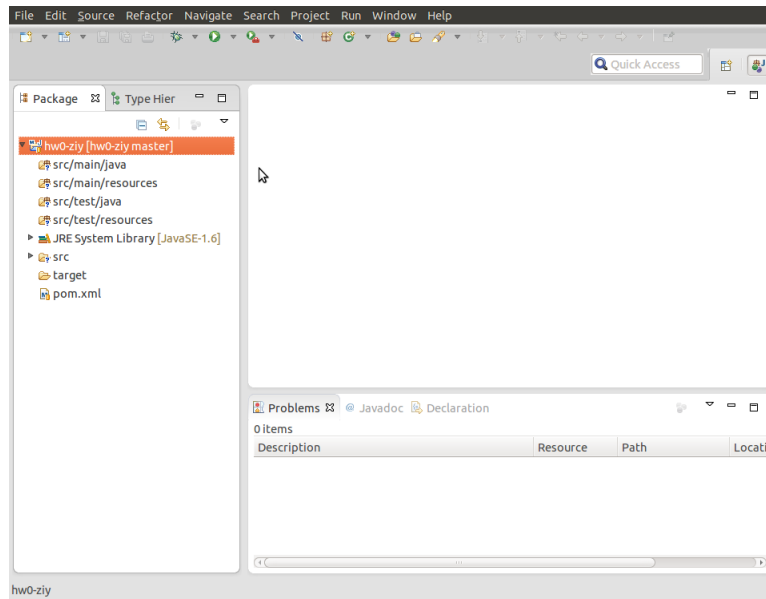 File Edit Source Refactor Navigate Search Project Run Window Help
Quick Access
Package Type Hier
hw0-ziy [hw0-ziy master]
src/main/java
src/main/resources
src/test/java
src/test/resources
JRE System Library [JavaSE-1.6]
src
target
pom.xml
Problems @ Javadoc Declaration
0 items
Description Resource Path Locati
hw0-ziy